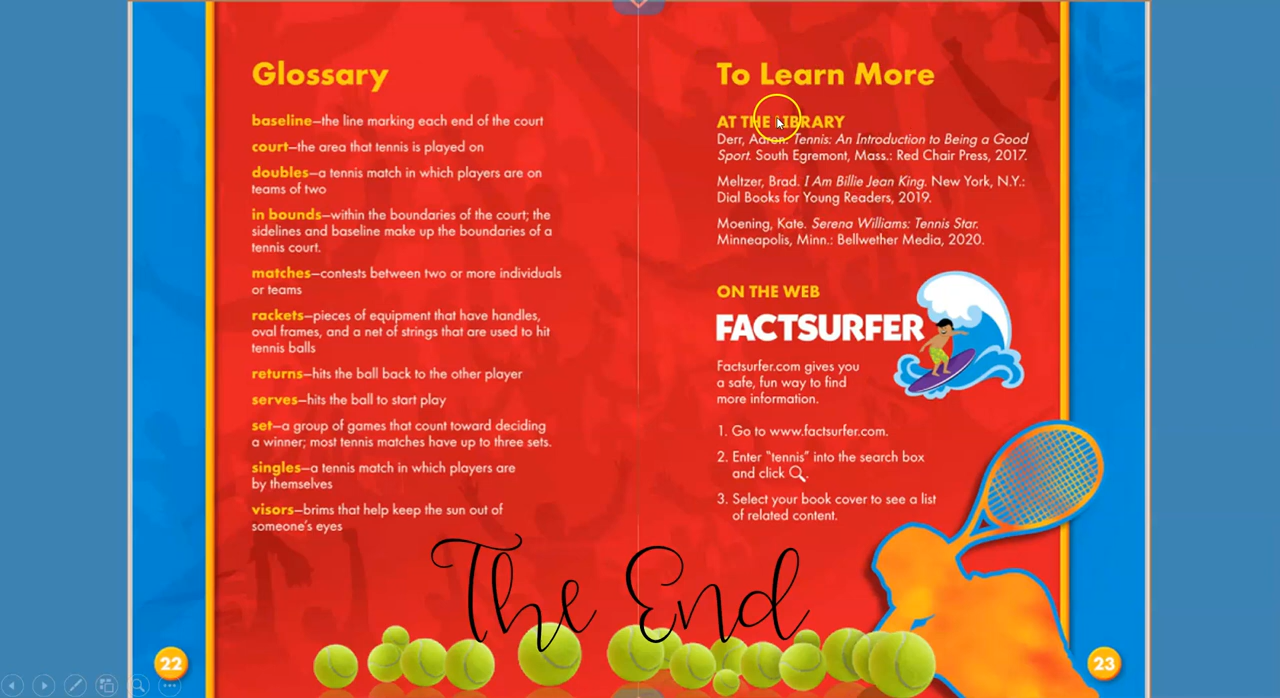 Glossary
baseline—the line marking each end of the court
court—the area that tennis is played on
doubles—a tennis match in which players are on
teams of two
in bounds—within the boundaries of the court; the
sidelines and baseline make up the boundaries of a
tennis court.
matches—contests between two or more individuals
or teams
rackets—pieces of equipment that have handles,
oval frames, and a net of strings that are used to hit
tennis balls
returns—hits the ball back to the other player
serves—hits the ball to start play
set—a group of games that count toward deciding
a winner; most tennis matches have up to three sets.
singles—a tennis match in which players are
by themselves
visors—brims that help keep the sun out of
someone's eyes
22
To Learn More
AT THE LIBRARY
Derr, Aaron. Tennis: An Introduction to Being a Good
Sport. South Egremont, Mass.: Red Chair Press, 2017.
Meltzer, Brad. I Am Billie Jean King. New York, N.Y.:
Dial Books for Young Readers, 2019.
Moening, Kate. Serena Williams: Tennis Star.
Minneapolis, Minn.: Bellwether Media, 2020.
ON THE WEB
FACTSURFER
Factsurfer.com gives you
a safe, fun way to find
more information.
1. Go to www.factsurfer.com.
2. Enter "tennis" into the search box
and click .
3. Select your book cover to see a list
of related content.
The End
23